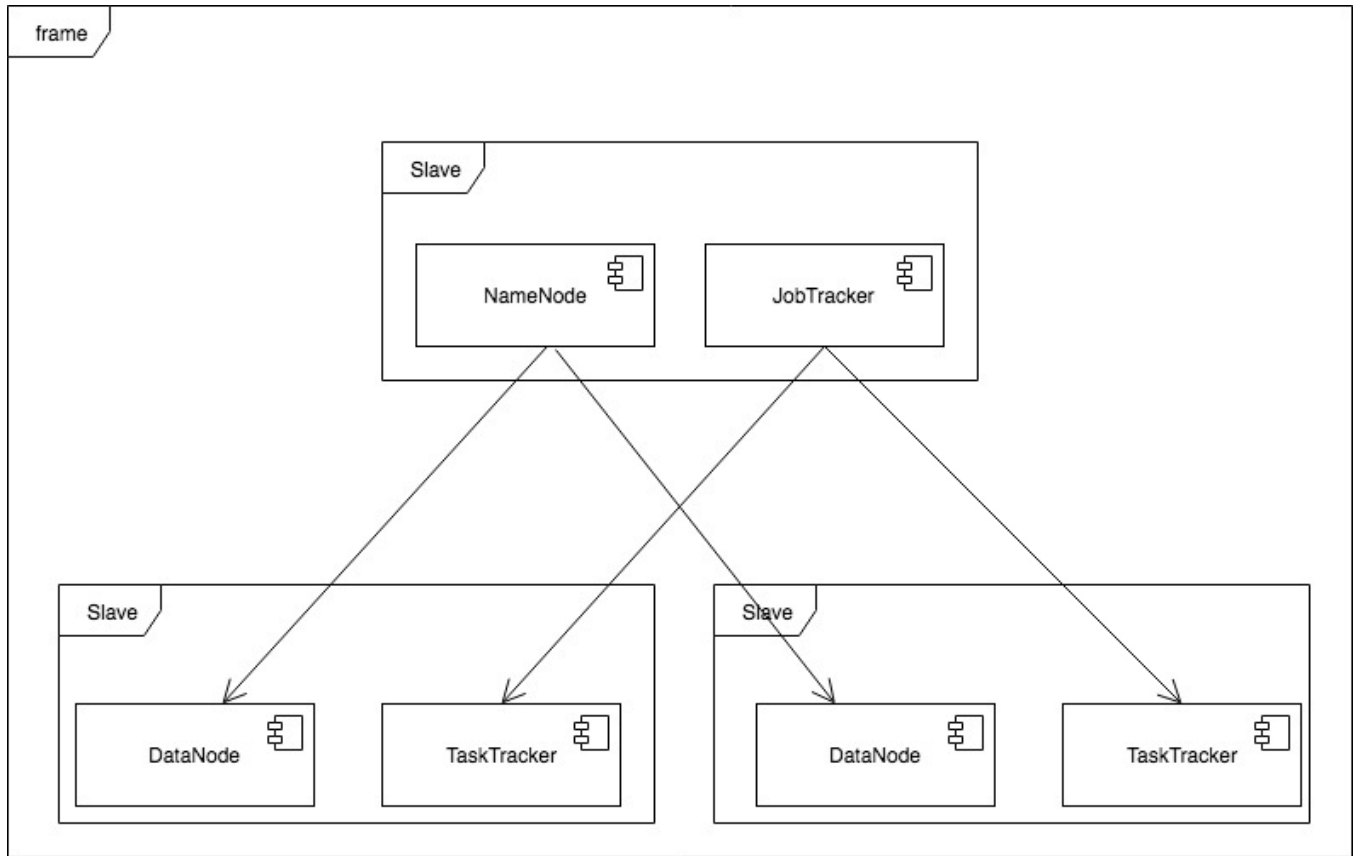 frame
Slave
NameNode
JobTracker
Slave
Slave
DataNode
TaskTracker
DataNode
TaskTracker